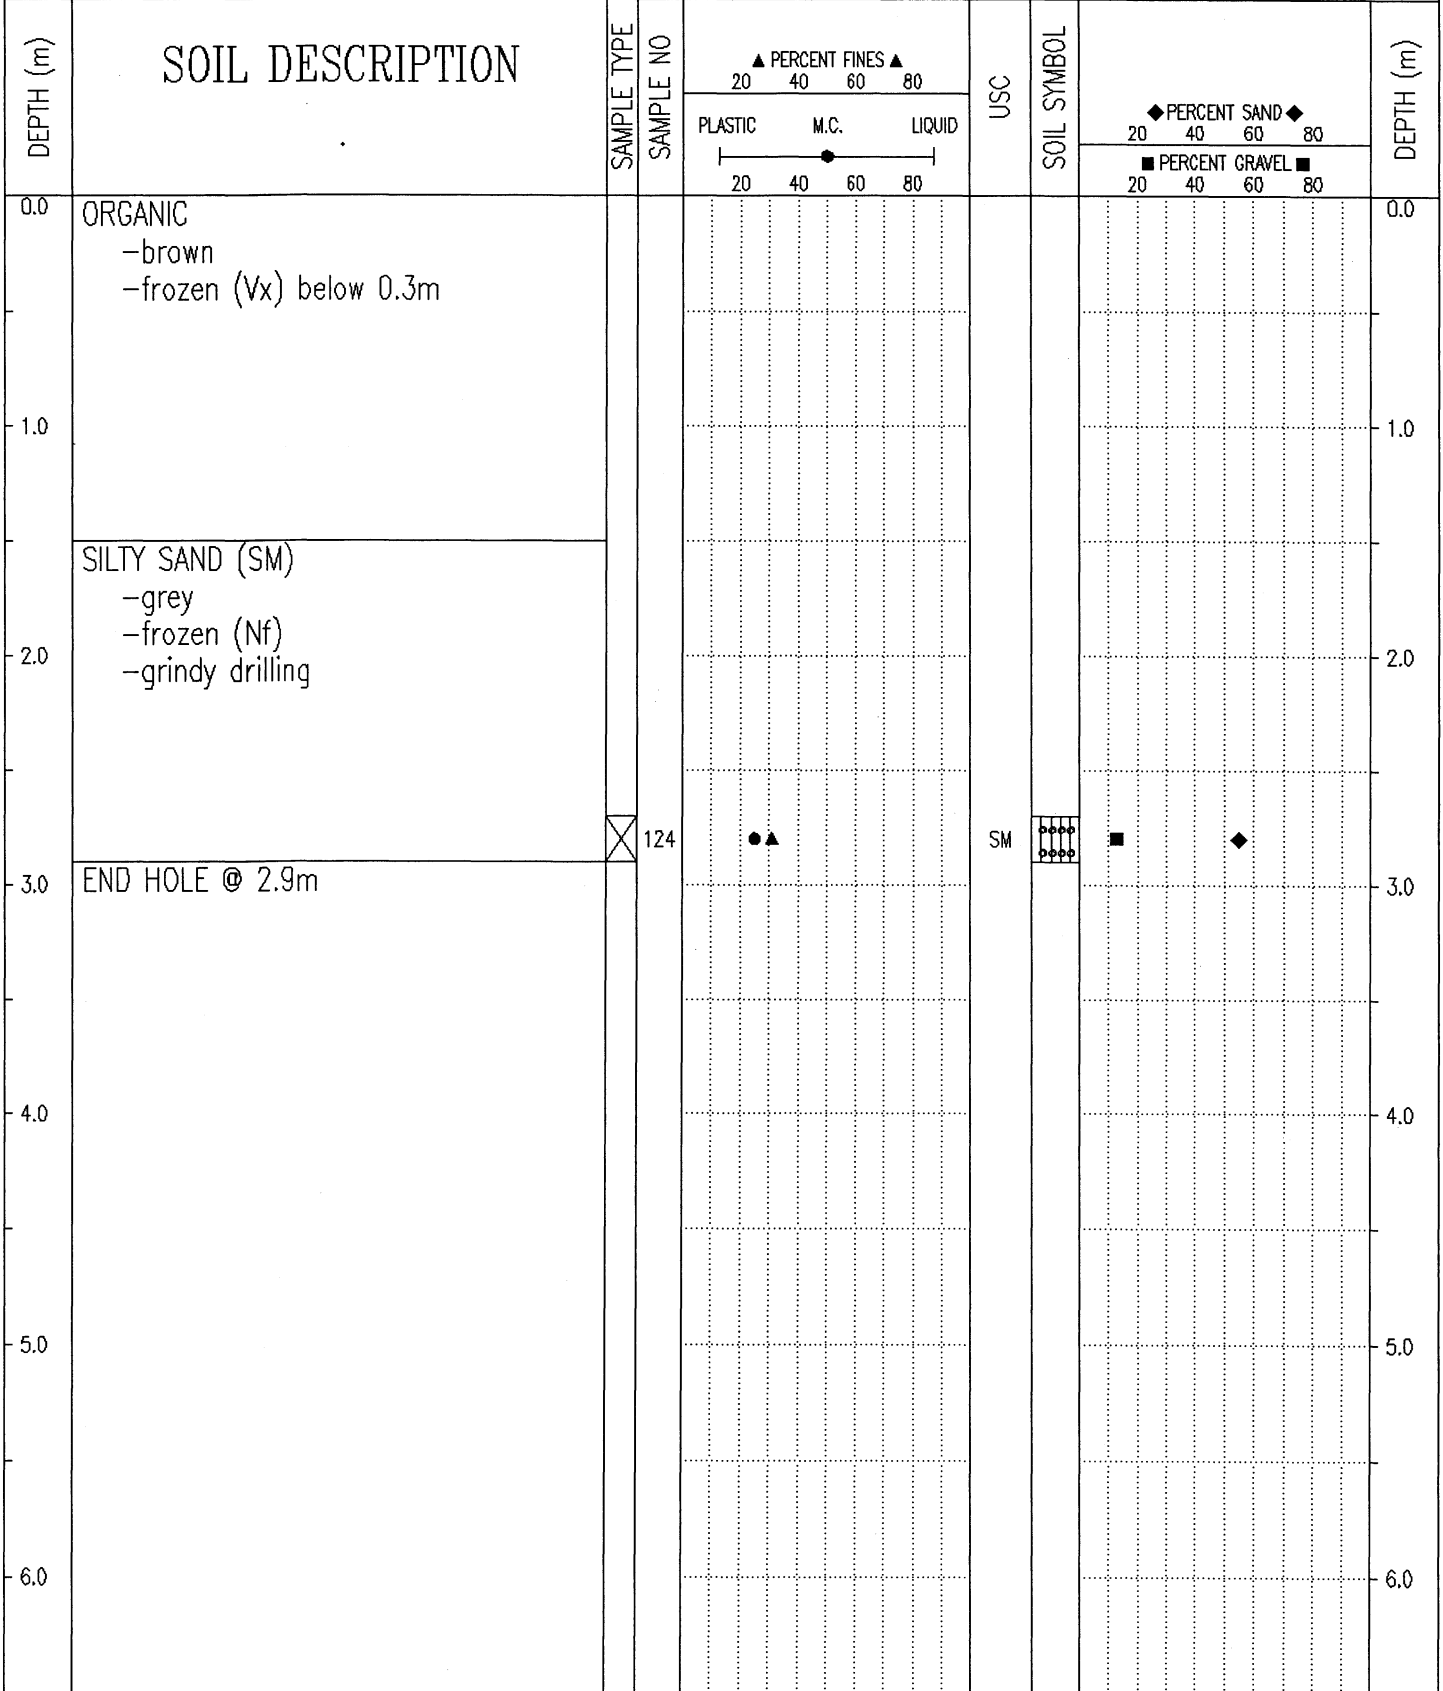 DEPTH (m)
SOIL DESCRIPTION
SAMPLE TYPE
SAMPLE NO
▲ PERCENT FINES ▲
20 40 60 80
PLASTIC M.C. LIQUID
20 40 60 80
USC
SOIL SYMBOL
◆PERCENT SAND◆
20 40 60 80
■ PERCENT GRAVEL ■
20 40 60 80
DEPTH (m)
0.0
ORGANIC
0.0
-brown
-frozen (Vx) below 0.3m
1.0
1.0
SILTY SAND (SM)
-grey
-frozen (Nf)
2.0
2.0
-grindy drilling
124
SM
END HOLE @ 2.9m
3.0
3.0
4.0
4.0
5.0
5.0
6.0
6.0